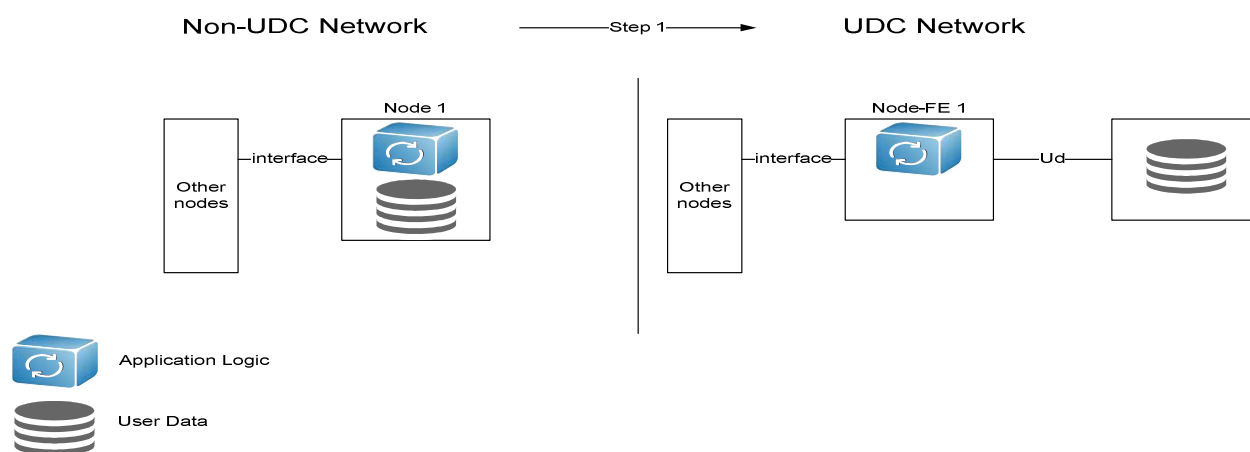 Non-UDC Network
Step 1
UDC Network
Node 1
Node-FE 1
interface
interface
Ud
Other
nodes
Other
nodes
Application Logic
User Data